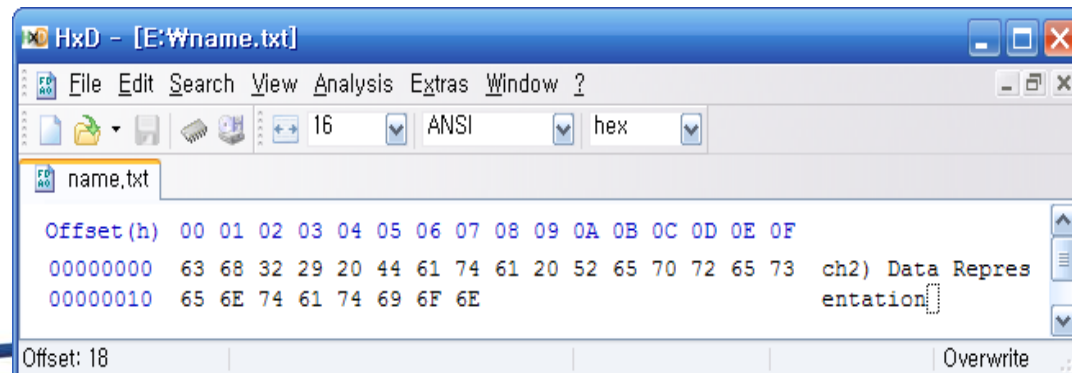 HxD - [E:₩name.txt]
File Edit Search View Analysis Extras Window ?
16 ANSI hex
name.txt
Offset(h) 00 01 02 03 04 05 06 07 08 09 0A 0B 0C 0D 0E 0F
00000000 63 68 32 29 20 44 61 74 61 20 52 65 70 72 65 73 ch2) Data Repres
00000010 65 6E 74 61 74 69 6F 6E entation
Offset: 18 Overwrite